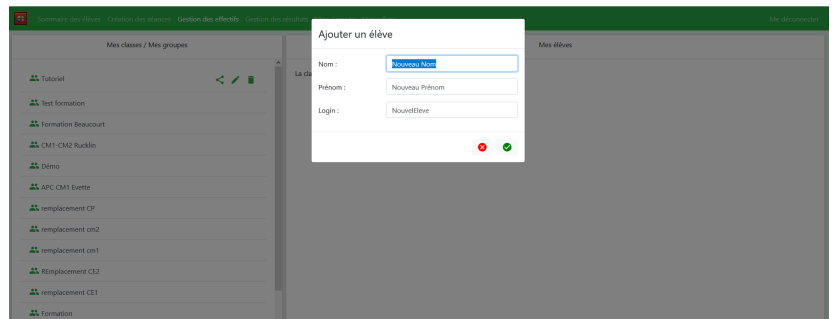 Sommaire des élèves Création des séances Gestion des effectifs Gestion des résultats
Me déconnecter
Mes classes / Mes groupes
Mes élèves
Ajouter un élève
Nom :
Nouveau Nom
Prénom :
Nouveau Prénom
Login :
NouvelEleve
La cla
Tutoriel
Test formation
Formation Beaucourt
CM1-CM2 Rucklin
Démo
APC CM1 Evette
remplacement CP
remplacement cm2
remplacement cm1
REmplacement CE2
remplacement CE1
Formation